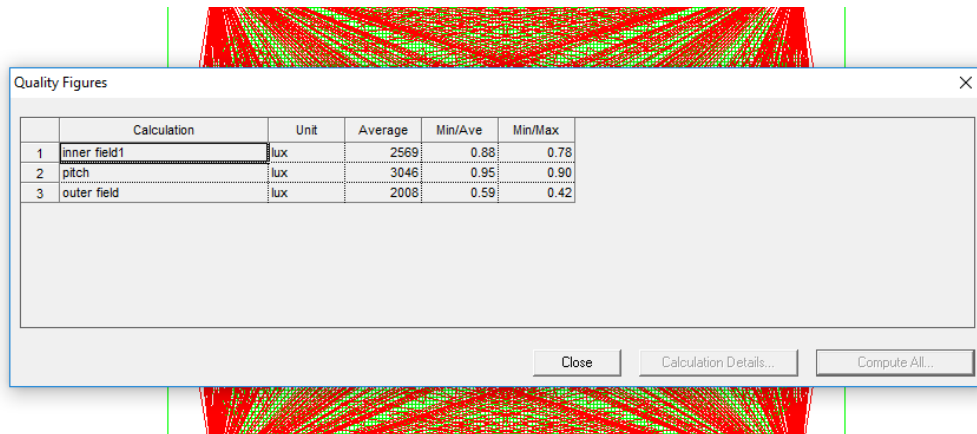 Quality Figures
Calculation Unit Average Min/Ave Min/Max
1 inner field1 lux 2569 0.88 0.78
2 pitch lux 3046 0.95 0.90
3 outer field lux 2008 0.59 0.42
Close Calculation Details... Compute All...